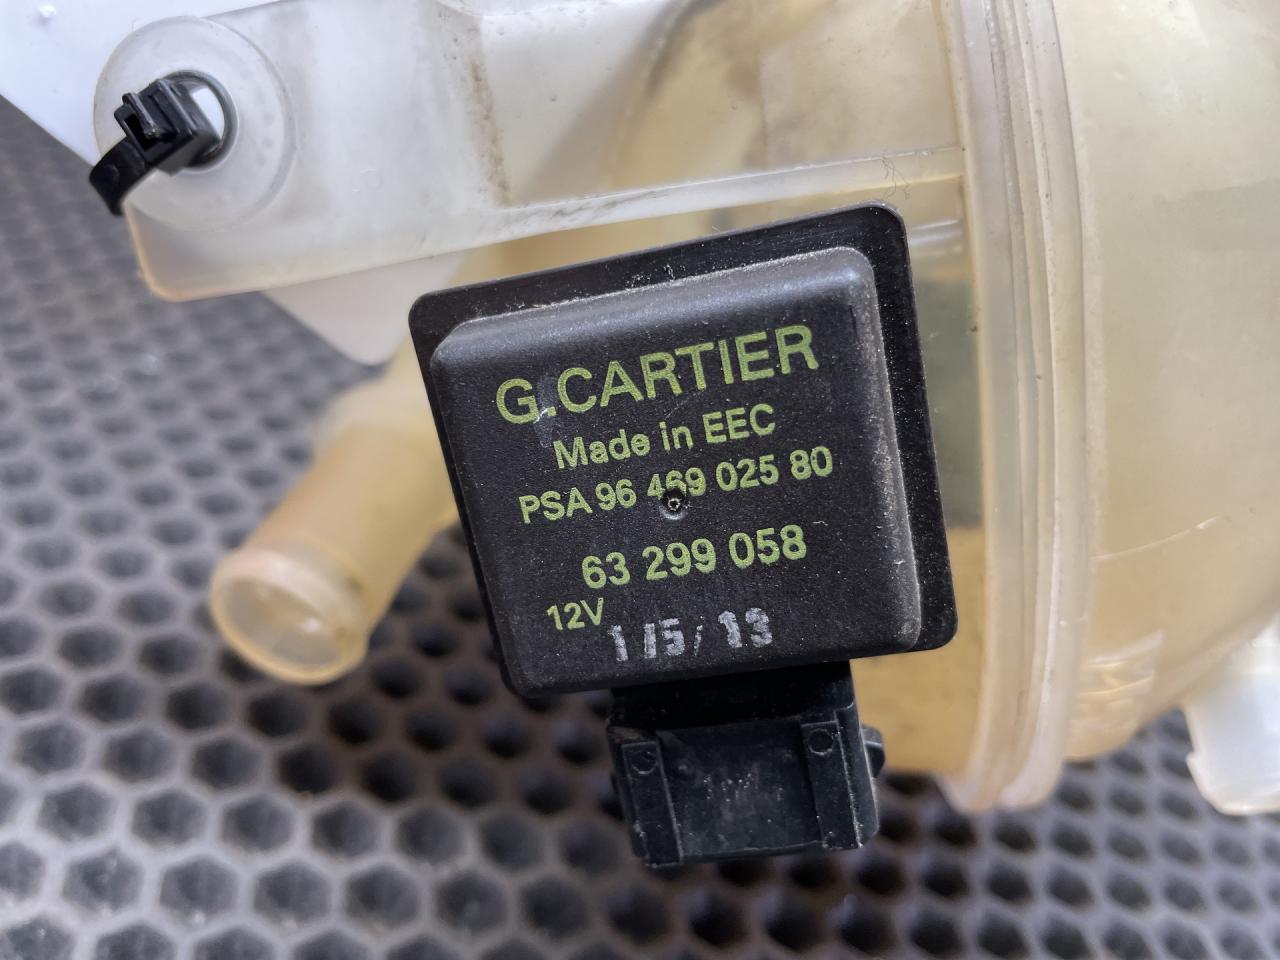 G.CARTIER
Made in EEC
PSA 96 469 025 80
63 299 058
12V
1/5/13